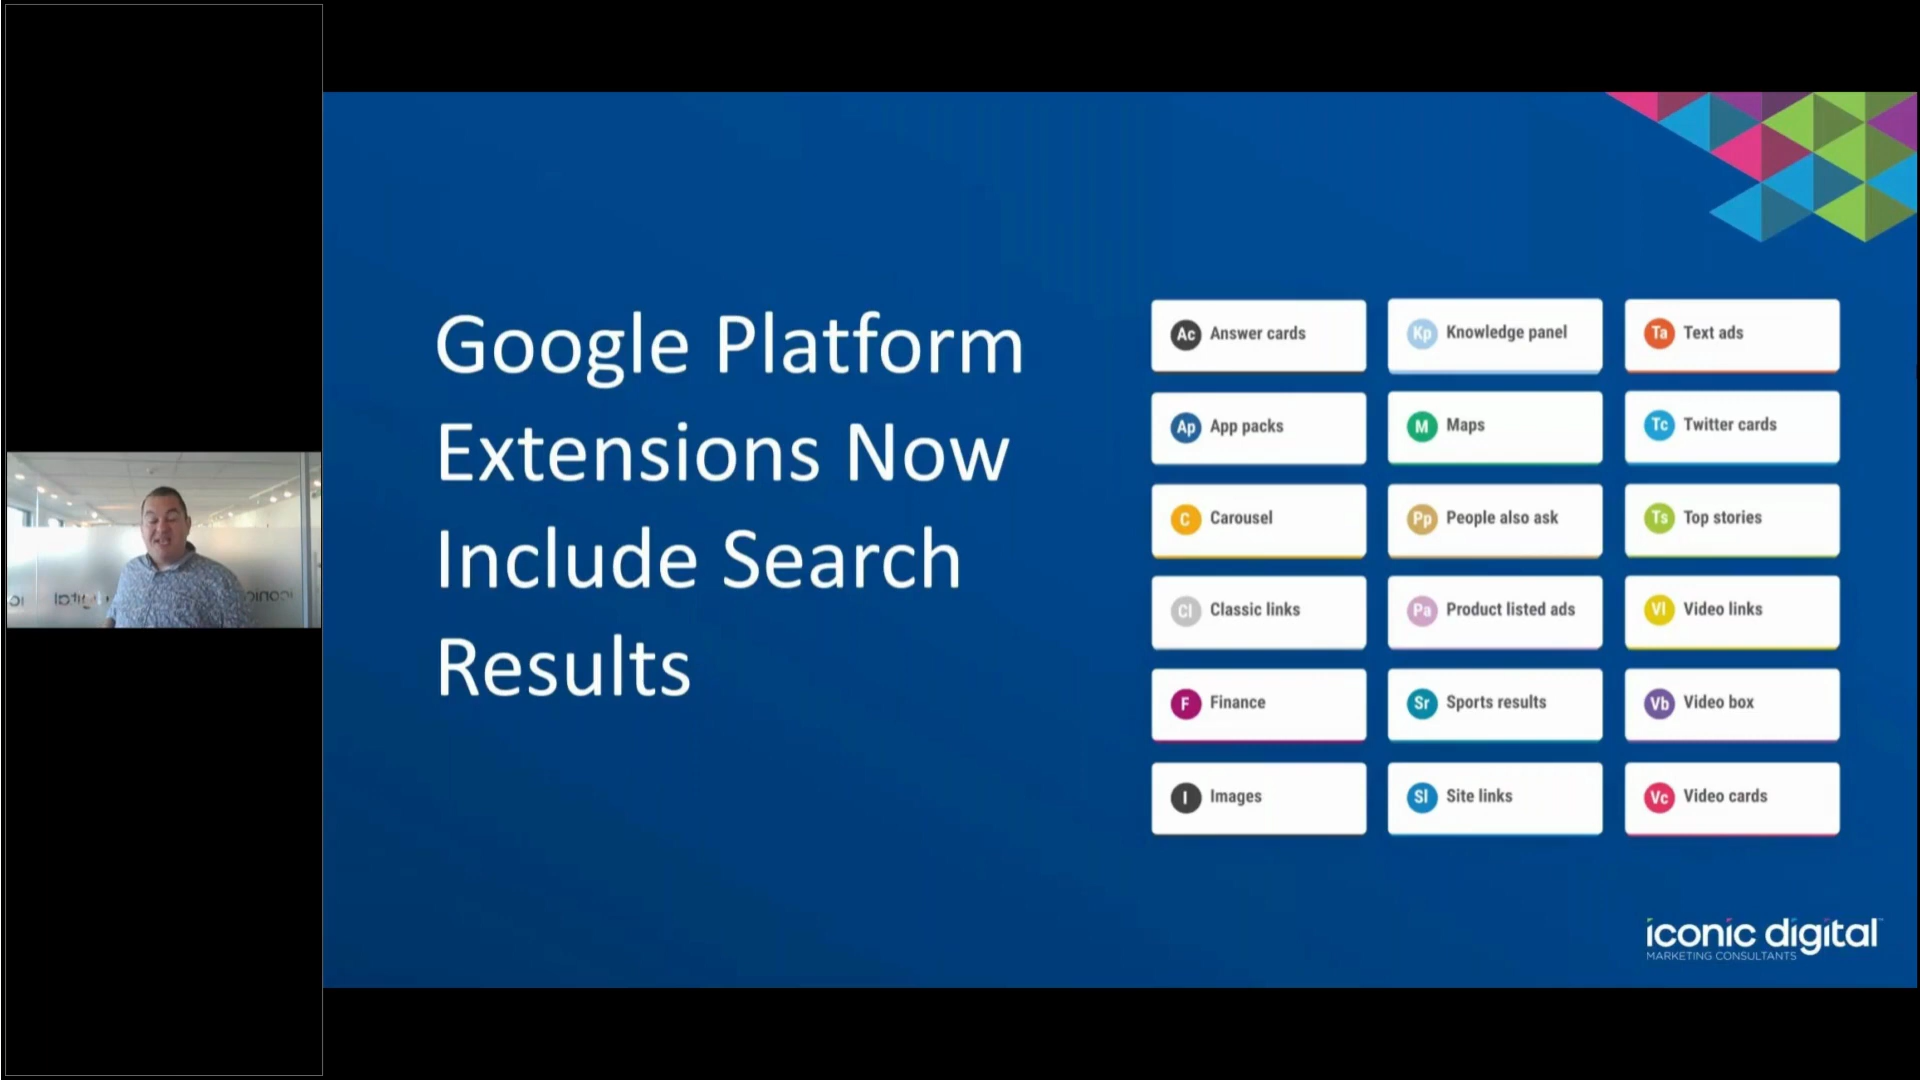 Google Platform
Extensions Now
Include Search
Results
Ac Answer cards
Kp Knowledge panel
Ta Text ads
Ap App packs
M Maps
Tc Twitter cards
C Carousel
Pp People also ask
Ts Top stories
Cl Classic links
Pa Product listed ads
Vl Video links
F Finance
Sr Sports results
Vb Video box
I Images
Sl Site links
Vc Video cards
iconic digital
MARKETING CONSULTANTS